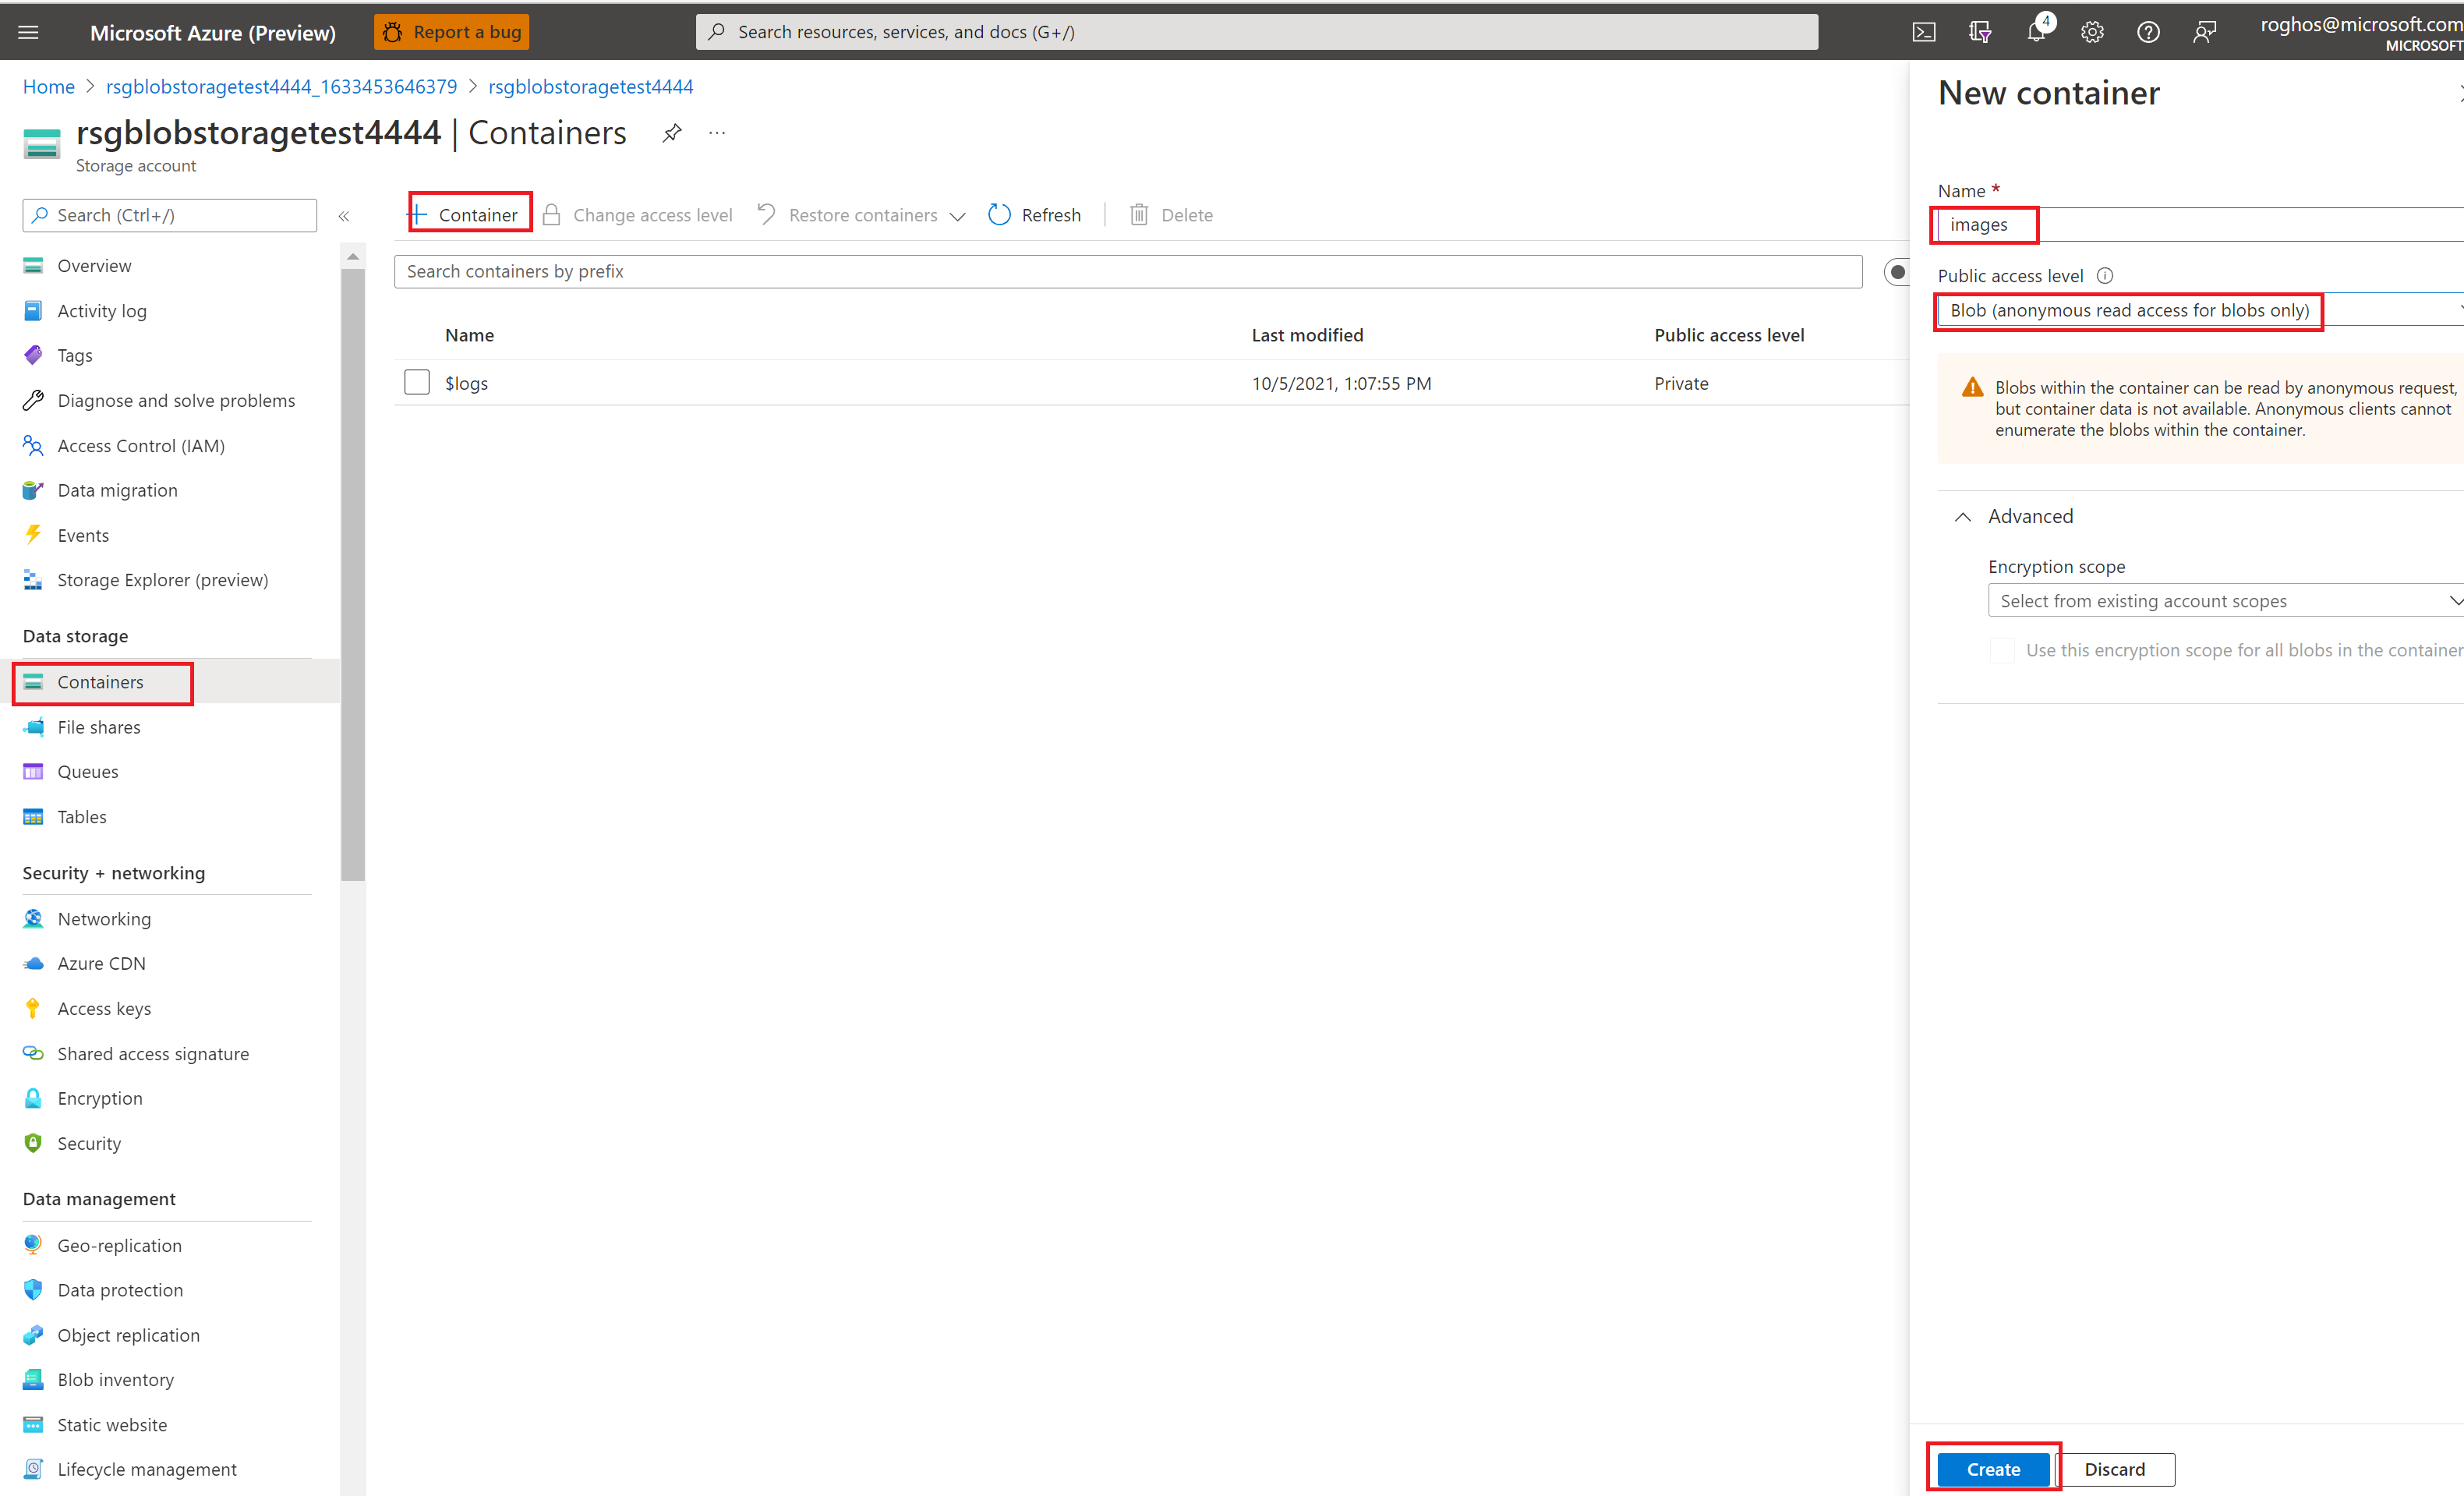 Microsoft Azure (Preview)
Report a bug
Search resources, services, and docs (G+/)
4
roghos@microsoft.com
MICROSOFT
Home > rsgblobstoragetest4444_1633453646379 > rsgblobstoragetest4444
rsgblobstoragetest4444 | Containers
...
Storage account
Search (Ctrl+/)
«
Overview
Activity log
Tags
Diagnose and solve problems
Access Control (IAM)
Data migration
Events
Storage Explorer (preview)
Data storage
Containers
File shares
Queues
Tables
Security + networking
Networking
Azure CDN
Access keys
Shared access signature
Encryption
Security
Data management
Geo-replication
Data protection
Object replication
Blob inventory
Static website
Lifecycle management
+ Container
Change access level
Restore containers
Refresh
Delete
Search containers by prefix
Name Last modified Public access level
$logs 10/5/2021, 1:07:55 PM Private
New container
Name *
images
Public access level
Blob (anonymous read access for blobs only)
Blobs within the container can be read by anonymous request,
but container data is not available. Anonymous clients cannot
enumerate the blobs within the container.
Advanced
Encryption scope
Select from existing account scopes
Use this encryption scope for all blobs in the container
Create
Discard